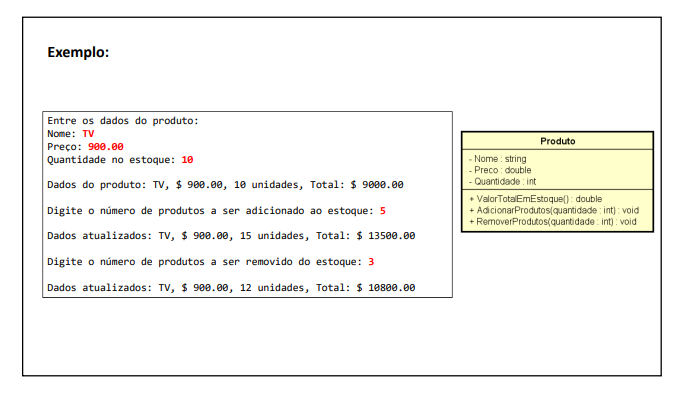 Exemplo:
Entre os dados do produto:
Nome: TV
Preço: 900.00
Quantidade no estoque: 10
Dados do produto: TV, $ 900.00, 10 unidades, Total: $ 9000.00
Digite o número de produtos a ser adicionado ao estoque: 5
Dados atualizados: TV, $ 900.00, 15 unidades, Total: $ 13500.00
Digite o número de produtos a ser removido do estoque: 3
Dados atualizados: TV, $ 900.00, 12 unidades, Total: $ 10800.00
Produto
- Nome : string
- Preco : double
- Quantidade : int
+ ValorTotalEmEstoque() : double
+ AdicionarProdutos(quantidade : int) : void
+ RemoverProdutos(quantidade : int) : void